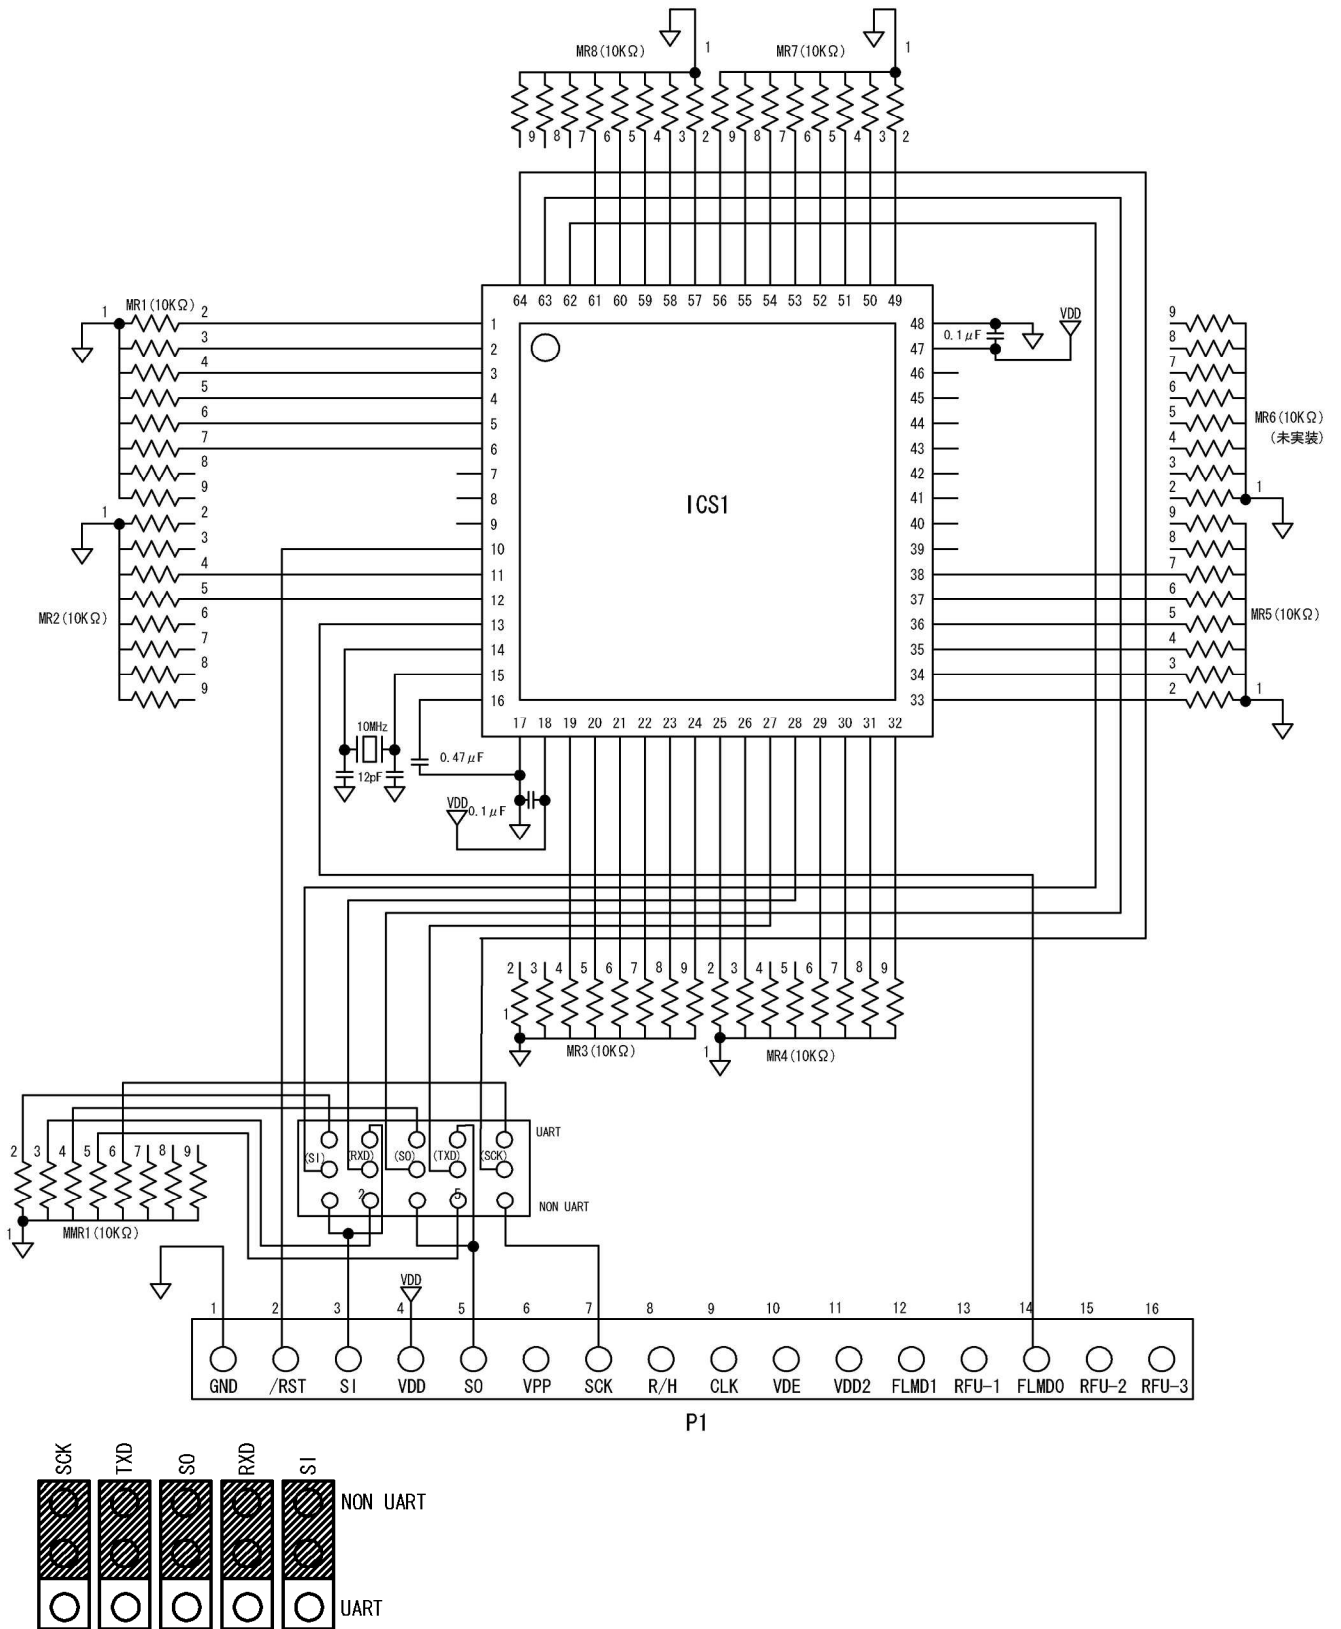 1 1
MR8(10KΩ) MR7(10KΩ)
9 8 7 6 5 4 3 2 9 8 7 6 5 4 3 2
64 63 62 61 60 59 58 57 56 55 54 53 52 51 50 49
1 MR1(10KΩ) 2
3
4
5
6
7
8
9
1 2
3
4
5
MR2(10KΩ) 6
7
8
9
1
2
3
4
5
6
7
8
9
10
11
12
13
14
15
16
ICS1
48
47
46
45
44
43
42
41
40
39
38
37
36
35
34
33
0.1μF VDD
9
8
7
6
5
4
3
2 1
MR6(10KΩ)
(未実装)
9
8
7
6
5
4
3
2 1
MR5(10KΩ)
17 18 19 20 21 22 23 24 25 26 27 28 29 30 31 32
10MHz
12pF
0.47μF
VDD 0.1μF
2 3 4 5 6 7 8 9 2 3 4 5 6 7 8 9
1 MR3(10KΩ) 1 MR4(10KΩ)
UART
(SI) (RXD) (SO) (TXD) (SCK)
2 5
NON UART
2 3 4 5 6 7 8 9
1 MMR1(10KΩ)
VDD
1 2 3 4 5 6 7 8 9 10 11 12 13 14 15 16
GND /RST SI VDD SO VPP SCK R/H CLK VDE VDD2 FLMD1 RFU-1 FLMD0 RFU-2 RFU-3
P1
SCK TXD SO RXD SI
NON UART
UART